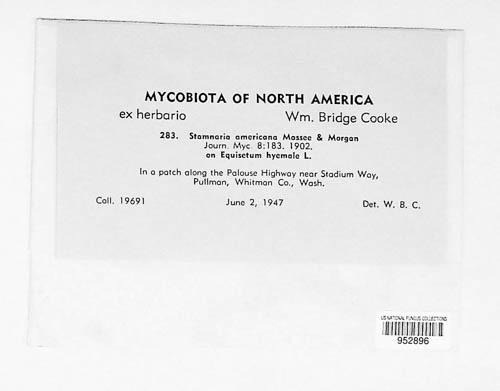 MYCOBIOTA OF NORTH AMERICA
ex herbario Wm. Bridge Cooke
283. Stamnaria americana Massee & Morgan
Journ. Myc. 8:183. 1902.
on Equisetum hyemale L.
In a patch along the Palouse Highway near Stadium Way,
Pullman, Whitman Co., Wash.
Coll. 19691 June 2, 1947 Det. W. B. C.
US NATIONAL FUNGUS COLLECTIONS
952896